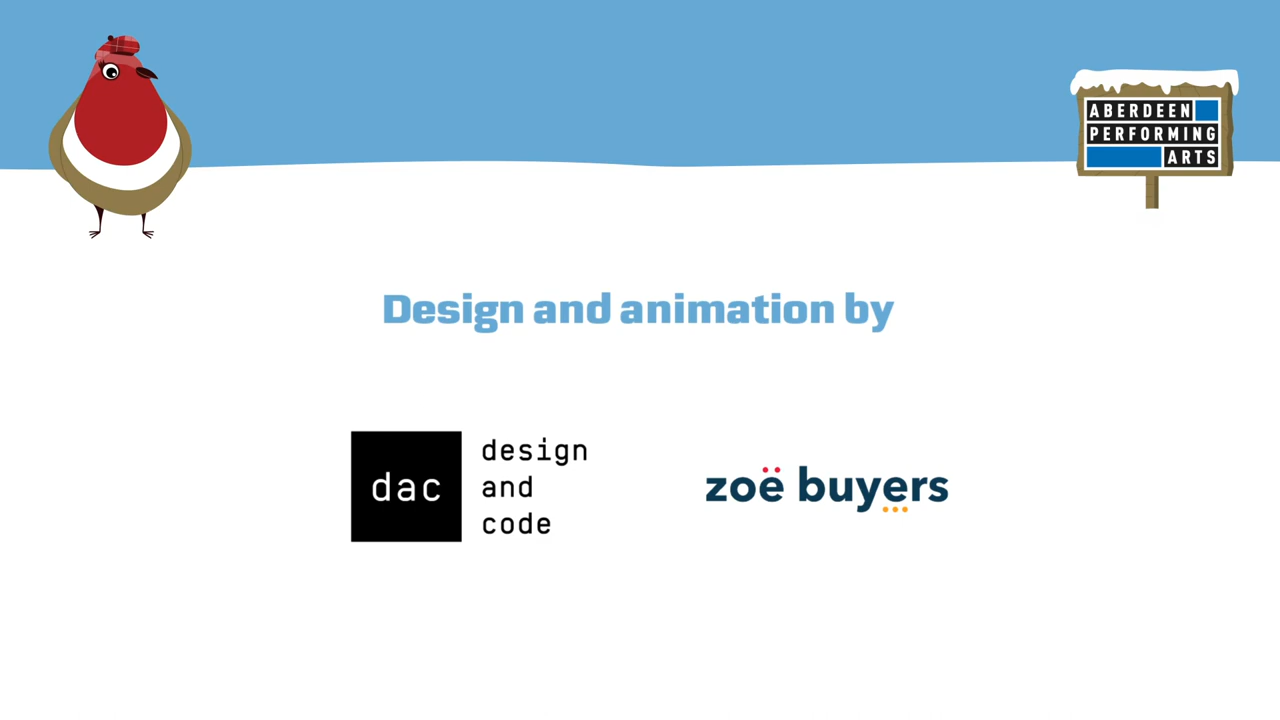 ABERDEEN
PERFORMING
ARTS
Design and animation by
dac
design
and
code
zoë buyers